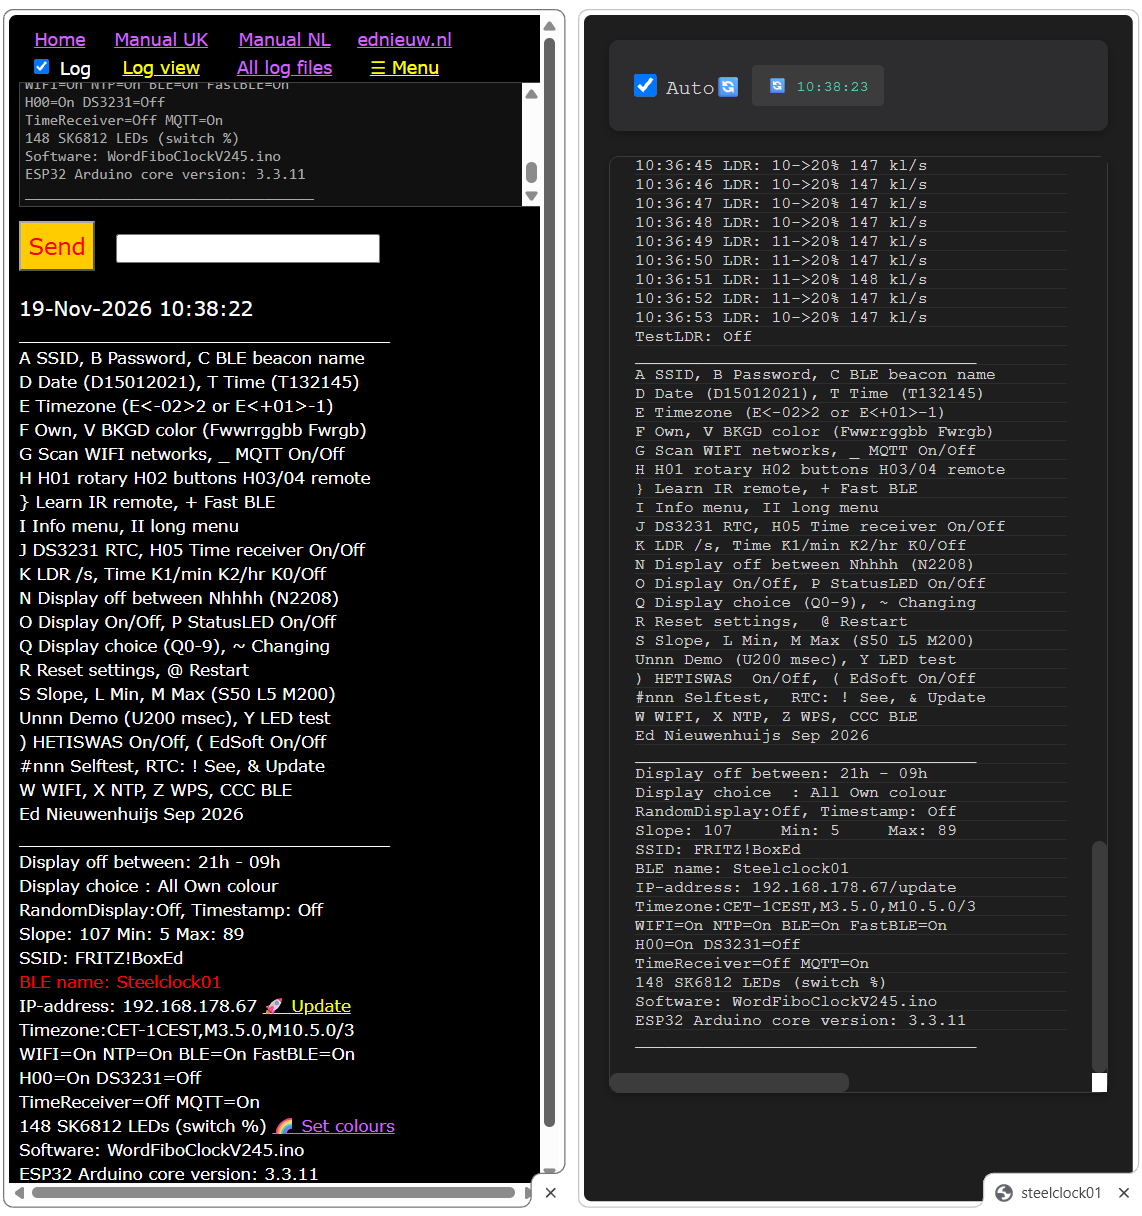 Home Manual UK Manual NL ednieuw.nl
Log Log view All log files ☰ Menu
WIFI=On NTP=On BLE=On FastBLE=On
H00=On DS3231=Off
TimeReceiver=Off MQTT=On
148 SK6812 LEDs (switch %)
Software: WordFiboClockV245.ino
ESP32 Arduino core version: 3.3.11
___________________________________
Send
19-Nov-2026 10:38:22
___________________________________
A SSID, B Password, C BLE beacon name
D Date (D15012021), T Time (T132145)
E Timezone (E<-02>2 or E<+01>-1)
F Own, V BKGD color (Fwwrrggbb Fwrgb)
G Scan WIFI networks, _ MQTT On/Off
H H01 rotary H02 buttons H03/04 remote
} Learn IR remote, + Fast BLE
I Info menu, II long menu
J DS3231 RTC, H05 Time receiver On/Off
K LDR /s, Time K1/min K2/hr K0/Off
N Display off between Nhhhh (N2208)
O Display On/Off, P StatusLED On/Off
Q Display choice (Q0-9), ~ Changing
R Reset settings, @ Restart
S Slope, L Min, M Max (S50 L5 M200)
Unnn Demo (U200 msec), Y LED test
) HETISWAS On/Off, ( EdSoft On/Off
#nnn Selftest, RTC: ! See, & Update
W WIFI, X NTP, Z WPS, CCC BLE
Ed Nieuwenhuijs Sep 2026
___________________________________
Display off between: 21h - 09h
Display choice : All Own colour
RandomDisplay:Off, Timestamp: Off
Slope: 107 Min: 5 Max: 89
SSID: FRITZ!BoxEd
BLE name: Steelclock01
IP-address: 192.168.178.67 🚀 Update
Timezone:CET-1CEST,M3.5.0,M10.5.0/3
WIFI=On NTP=On BLE=On FastBLE=On
H00=On DS3231=Off
TimeReceiver=Off MQTT=On
148 SK6812 LEDs (switch %) 🌈 Set colours
Software: WordFiboClockV245.ino
ESP32 Arduino core version: 3.3.11
Auto🔄 🔄 10:38:23
10:36:45 LDR: 10->20% 147 kl/s
10:36:46 LDR: 10->20% 147 kl/s
10:36:47 LDR: 10->20% 147 kl/s
10:36:48 LDR: 10->20% 147 kl/s
10:36:49 LDR: 11->20% 147 kl/s
10:36:50 LDR: 11->20% 147 kl/s
10:36:51 LDR: 11->20% 148 kl/s
10:36:52 LDR: 11->20% 147 kl/s
10:36:53 LDR: 10->20% 147 kl/s
TestLDR: Off
___________________________________
A SSID, B Password, C BLE beacon name
D Date (D15012021), T Time (T132145)
E Timezone (E<-02>2 or E<+01>-1)
F Own, V BKGD color (Fwwrrggbb Fwrgb)
G Scan WIFI networks, _ MQTT On/Off
H H01 rotary H02 buttons H03/04 remote
} Learn IR remote, + Fast BLE
I Info menu, II long menu
J DS3231 RTC, H05 Time receiver On/Off
K LDR /s, Time K1/min K2/hr K0/Off
N Display off between Nhhhh (N2208)
O Display On/Off, P StatusLED On/Off
Q Display choice (Q0-9), ~ Changing
R Reset settings,  @ Restart
S Slope, L Min, M Max (S50 L5 M200)
Unnn Demo (U200 msec), Y LED test
) HETISWAS  On/Off, ( EdSoft On/Off
#nnn Selftest,  RTC: ! See, & Update
W WIFI, X NTP, Z WPS, CCC BLE
Ed Nieuwenhuijs Sep 2026
___________________________________
Display off between: 21h - 09h
Display choice  : All Own colour
RandomDisplay:Off, Timestamp: Off
Slope: 107     Min: 5     Max: 89
SSID: FRITZ!BoxEd
BLE name: Steelclock01
IP-address: 192.168.178.67/update
Timezone:CET-1CEST,M3.5.0,M10.5.0/3
WIFI=On NTP=On BLE=On FastBLE=On
H00=On DS3231=Off
TimeReceiver=Off MQTT=On
148 SK6812 LEDs (switch %)
Software: WordFiboClockV245.ino
ESP32 Arduino core version: 3.3.11
___________________________________
steelclock01